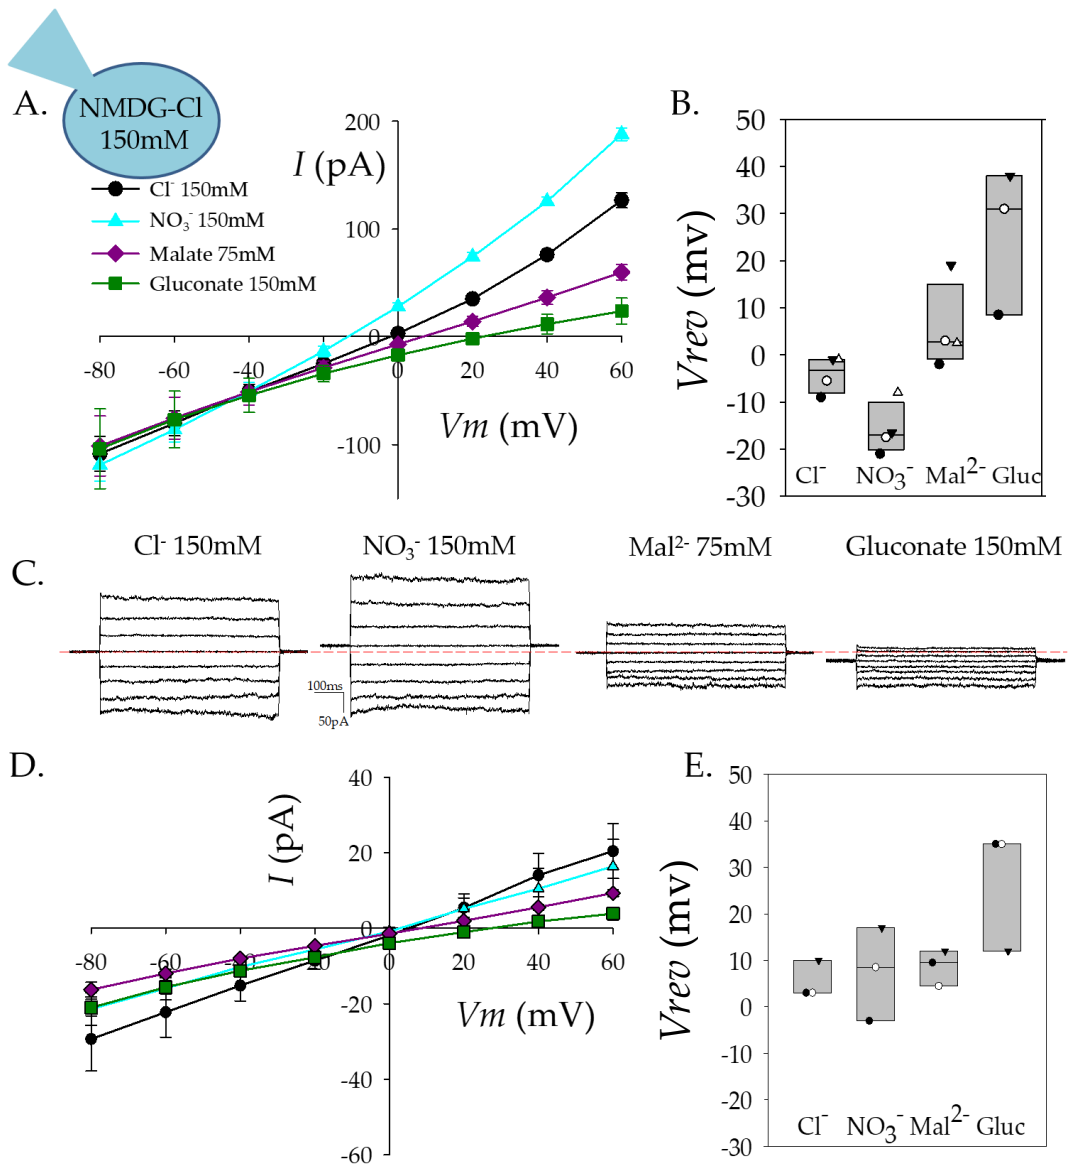 A.
NMDG-Cl
150mM
Cl⁻ 150mM
NO₃⁻ 150mM
Malate 75mM
Gluconate 150mM
I (pA)
200
100
0
-100
-80
-60
-40
-20
0
20
40
60
Vm (mV)
B.
Vrev (mv)
50
40
30
20
10
0
-10
-20
-30
Cl⁻
NO₃⁻
Mal²⁻
Gluc
C.
Cl⁻ 150mM
NO₃⁻ 150mM
Mal²⁻ 75mM
Gluconate 150mM
100ms
50pA
D.
I (pA)
40
20
0
-20
-40
-60
-80
-60
-40
-20
0
20
40
60
Vm (mV)
E.
Vrev (mv)
50
40
30
20
10
0
-10
-20
-30
Cl⁻
NO₃⁻
Mal²⁻
Gluc